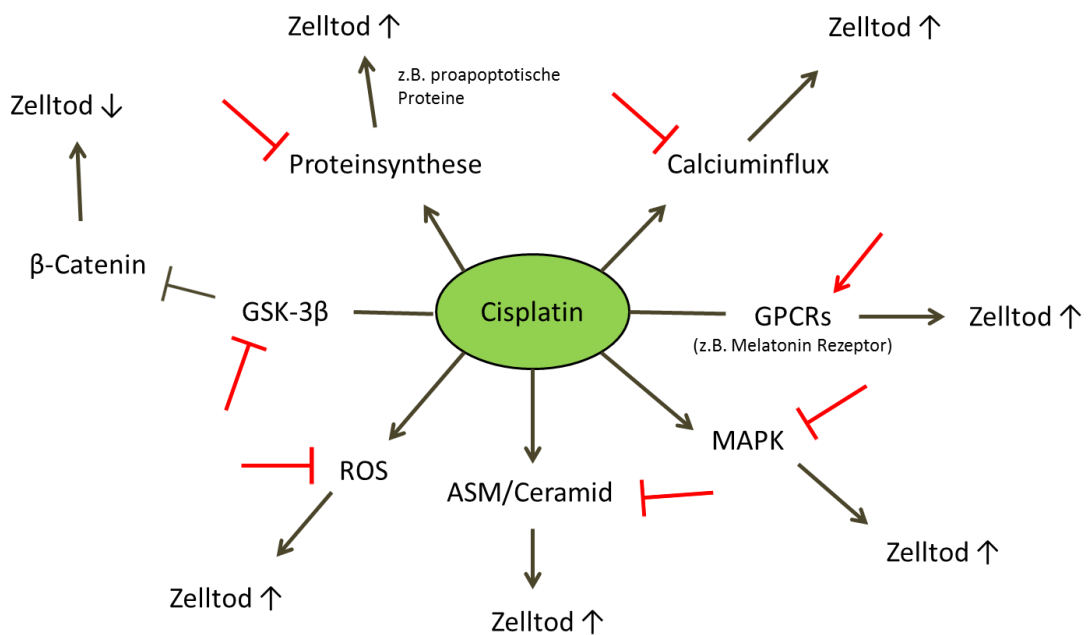 Zelltod ↑
Zelltod ↑
z.B. proapoptotische
Proteine
Zelltod ↓
Proteinsynthese
Calciuminflux
β-Catenin
GSK-3β
Cisplatin
GPCRs
(z.B. Melatonin Rezeptor)
Zelltod ↑
MAPK
ROS
ASM/Ceramid
Zelltod ↑
Zelltod ↑
Zelltod ↑